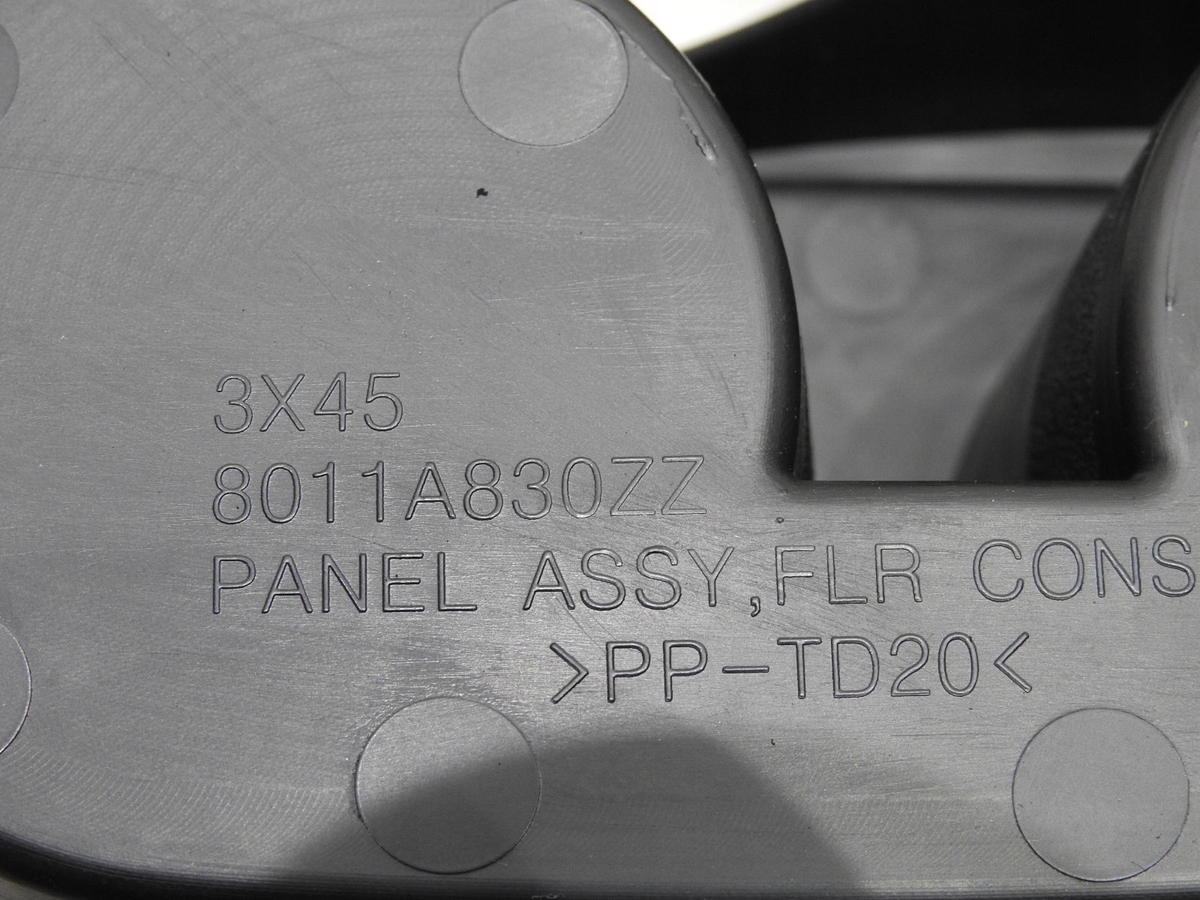 3X45
8011A830ZZ
PANEL ASSY,FLR CONS
>PP-TD20<